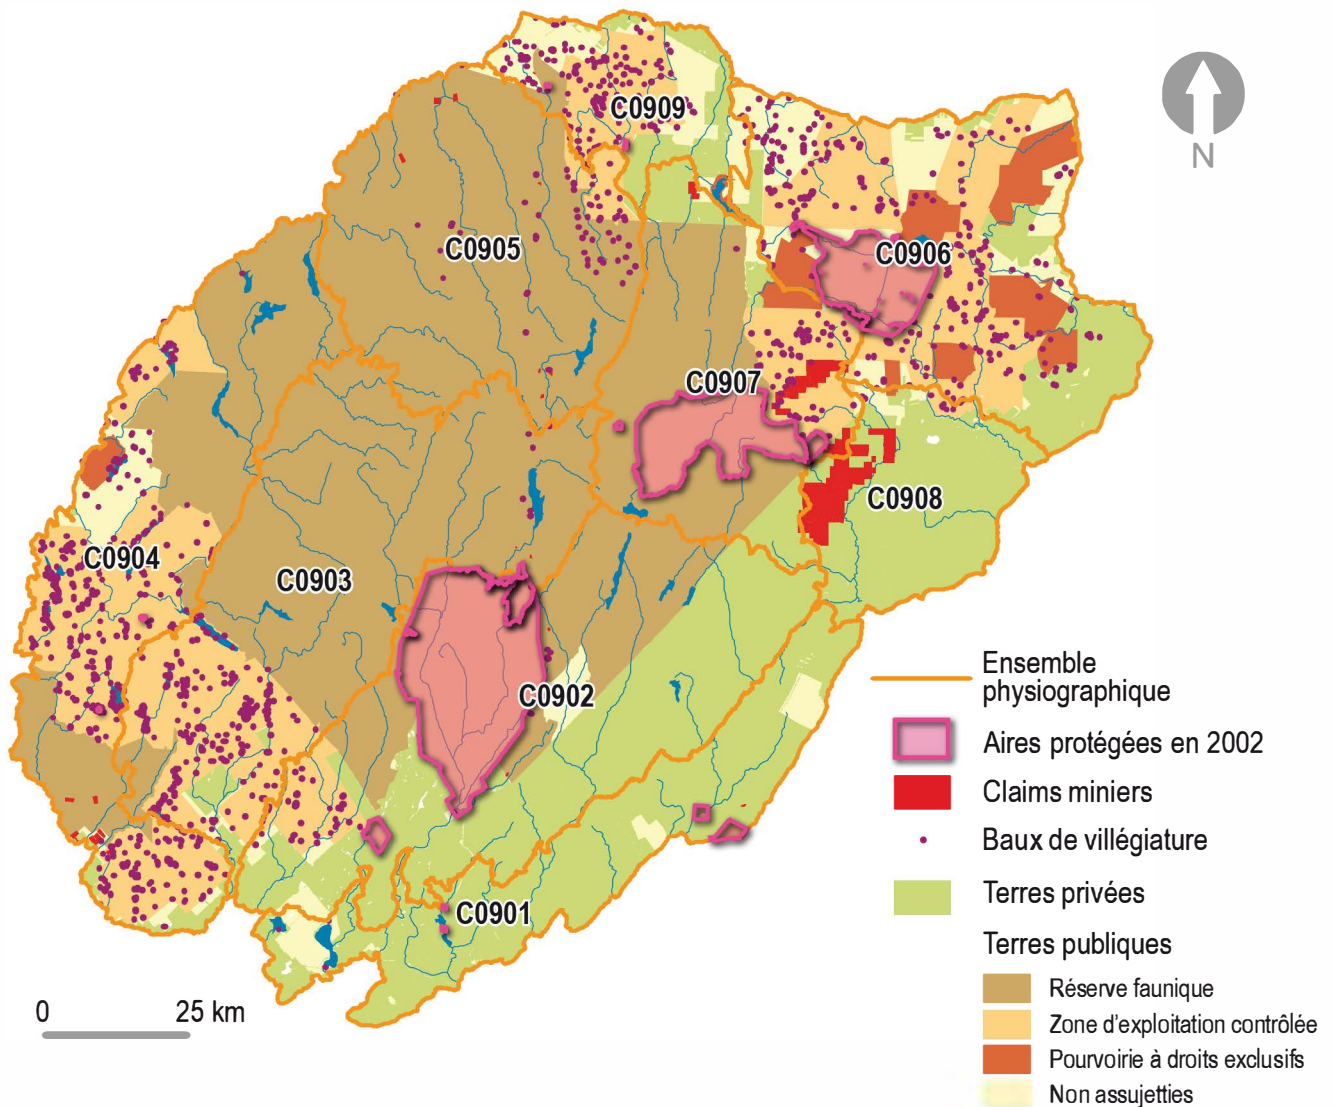 C0909
N
C0905
C0906
C0907
C0908
C0904
C0903
C0902
C0901
Ensemble
physiographique
Aires protégées en 2002
Claims miniers
Baux de villégiature
Terres privées
Terres publiques
Réserve faunique
Zone d'exploitation contrôlée
Pourvoirie à droits exclusifs
Non assujetties
0 25 km